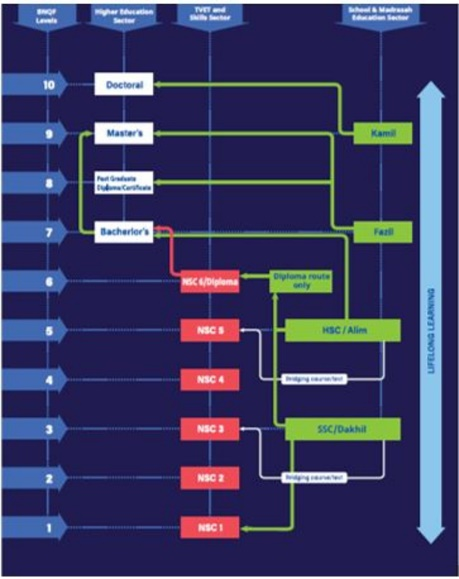 BNQF
Levels
Higher Education
Sector
TVET and
Skills Sector
School & Madrasah
Education Sector
10
Doctoral
9
Master's
Kamil
8
Post Graduate
Diploma/Certificate
7
Bacherlor's
Fazil
6
NSC 6/Diploma
Diploma route
only
5
NSC 5
HSC / Alim
4
NSC 4
Bridging course/test
3
NSC 3
SSC/Dakhil
2
NSC 2
Bridging course/test
1
NSC 1
LIFELONG LEARNING